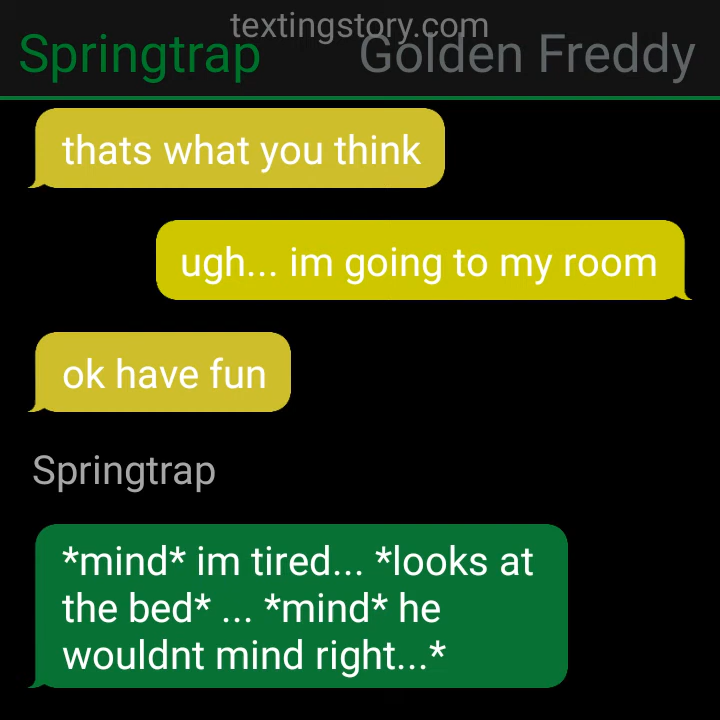 textingstory.com
Springtrap Golden Freddy
thats what you think
ugh... im going to my room
ok have fun
Springtrap
*mind* im tired... *looks at
the bed* ... *mind* he
wouldnt mind right...*